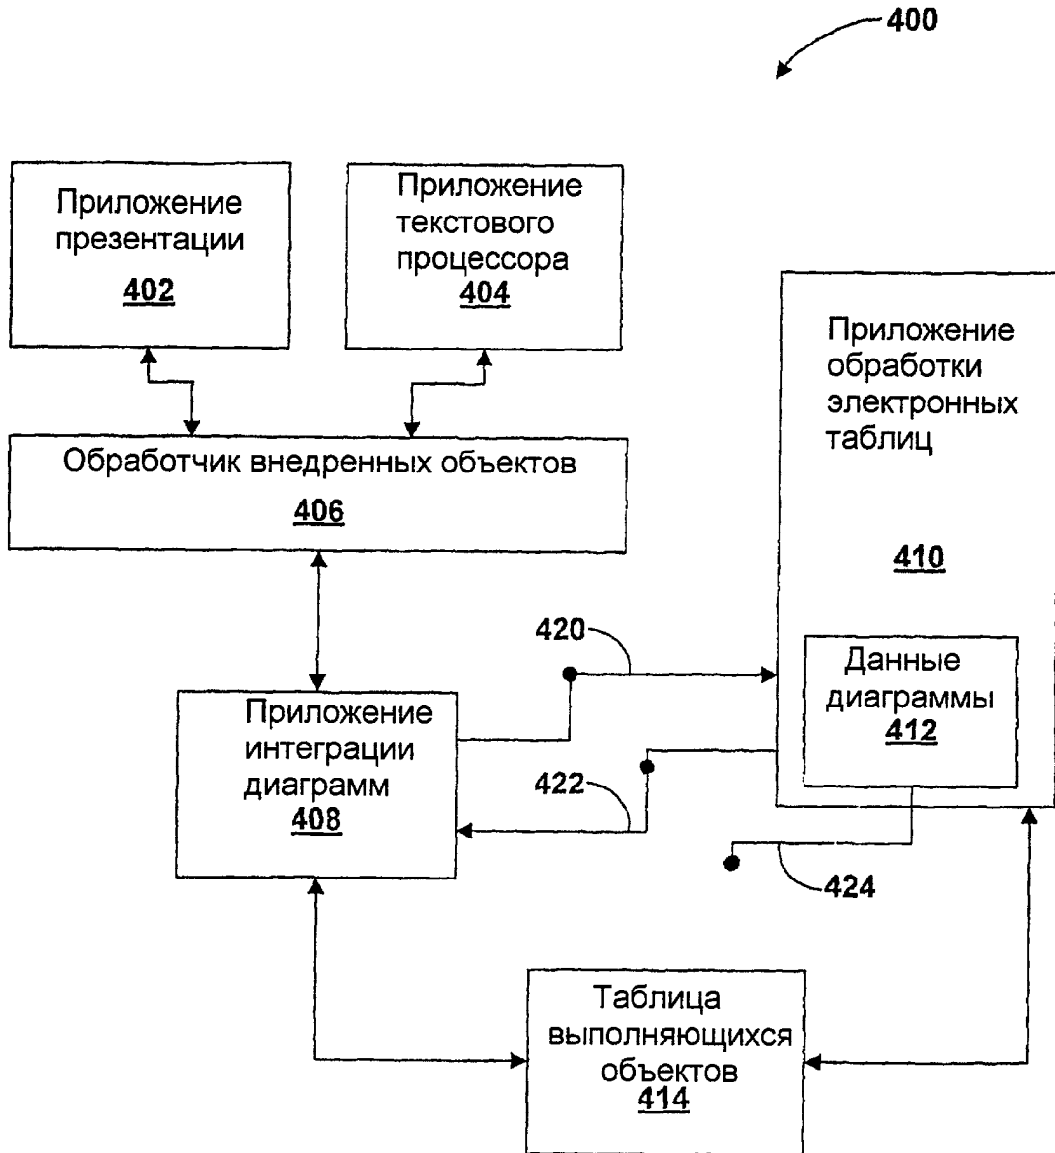 400
Приложение
презентации
402
Приложение
текстового
процессора
404
Приложение
обработки
электронных
таблиц
410
Обработчик внедренных объектов
406
420
Данные
диаграммы
412
Приложение
интеграции
диаграмм
408
422
424
Таблица
выполняющихся
объектов
414